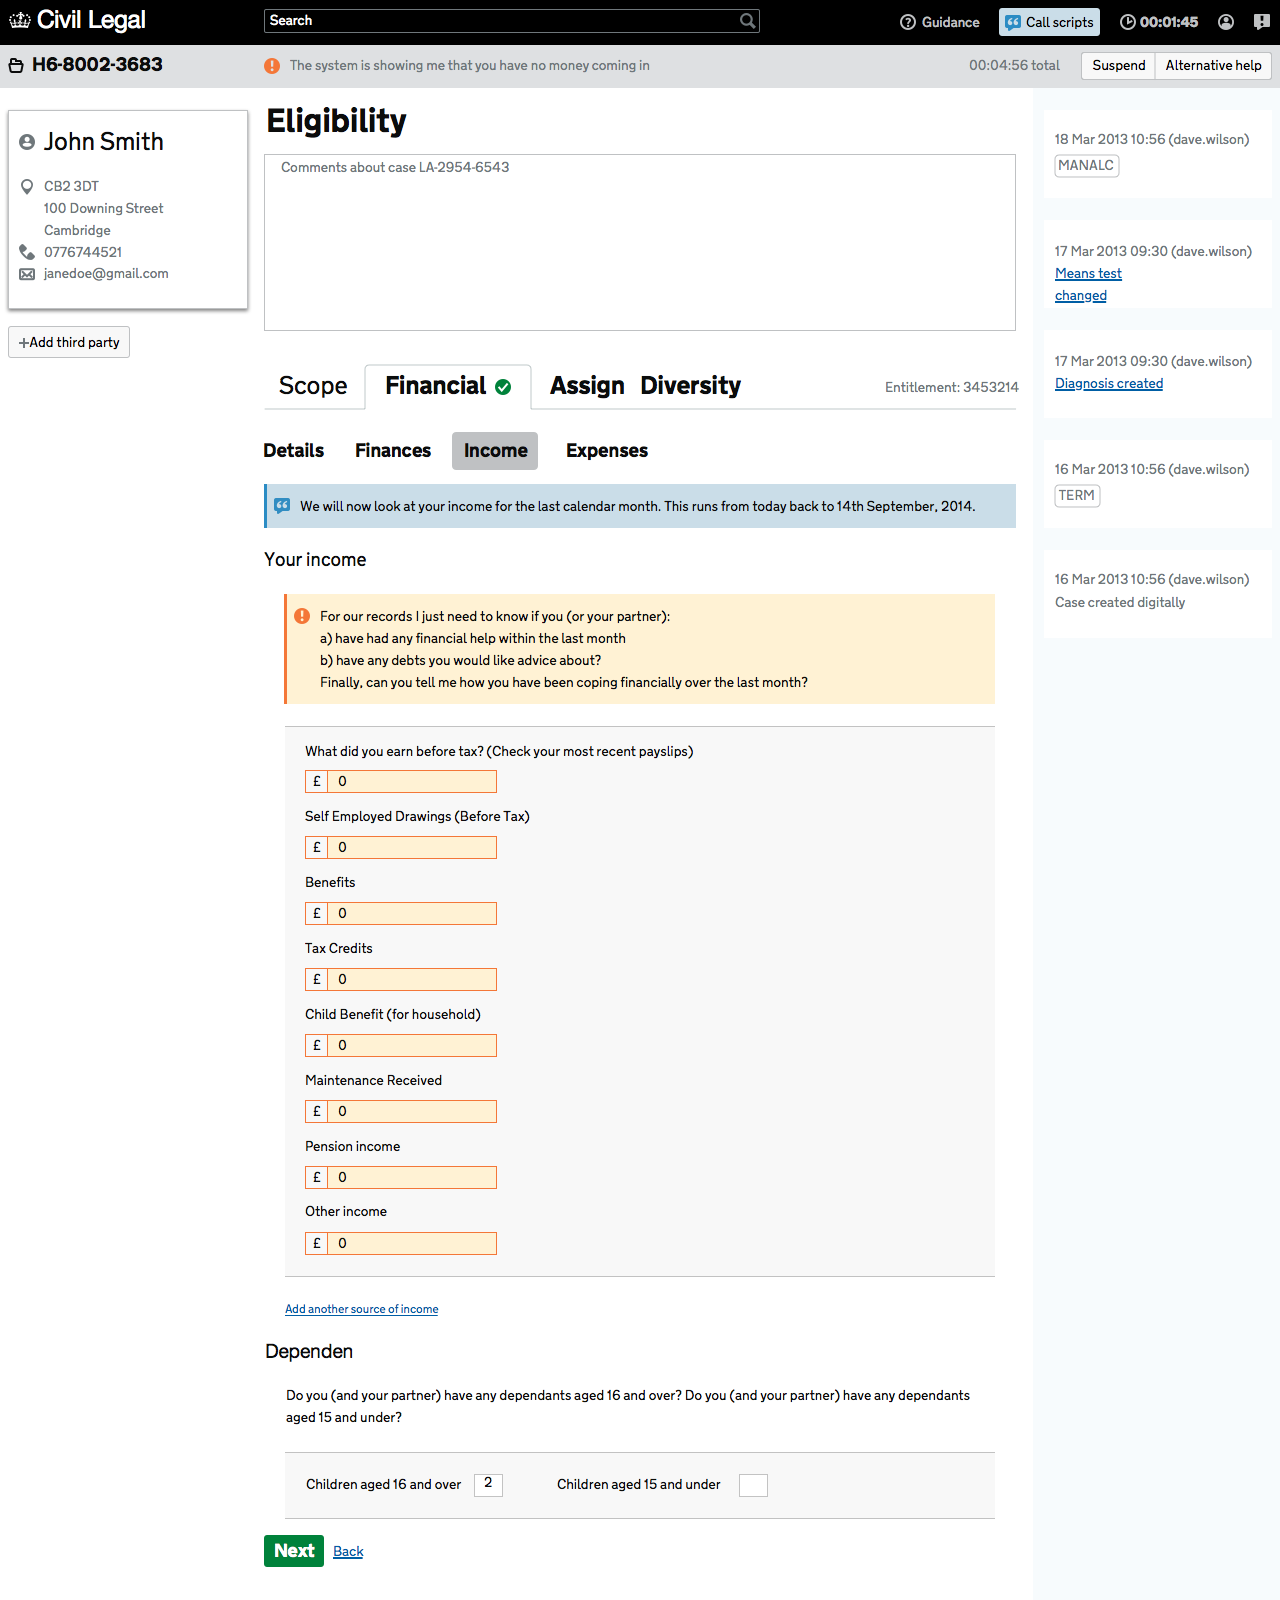 Civil Legal
Search
Guidance
Call scripts
00:01:45
H6-8002-3683
The system is showing me that you have no money coming in
00:04:56 total
Suspend
Alternative help
John Smith
CB2 3DT
100 Downing Street
Cambridge
0776744521
janedoe@gmail.com
+Add third party
Eligibility
Comments about case LA-2954-6543
Scope
Financial
Assign
Diversity
Entitlement: 3453214
Details
Finances
Income
Expenses
We will now look at your income for the last calendar month. This runs from today back to 14th September, 2014.
Your income
For our records I just need to know if you (or your partner):
a) have had any financial help within the last month
b) have any debts you would like advice about?
Finally, can you tell me how you have been coping financially over the last month?
What did you earn before tax? (Check your most recent payslips)
£ 0
Self Employed Drawings (Before Tax)
£ 0
Benefits
£ 0
Tax Credits
£ 0
Child Benefit (for household)
£ 0
Maintenance Received
£ 0
Pension income
£ 0
Other income
£ 0
Add another source of income
Dependen
Do you (and your partner) have any dependants aged 16 and over? Do you (and your partner) have any dependants
aged 15 and under?
Children aged 16 and over 2
Children aged 15 and under
Next
Back
18 Mar 2013 10:56 (dave.wilson)
MANALC
17 Mar 2013 09:30 (dave.wilson)
Means test
changed
17 Mar 2013 09:30 (dave.wilson)
Diagnosis created
16 Mar 2013 10:56 (dave.wilson)
TERM
16 Mar 2013 10:56 (dave.wilson)
Case created digitally